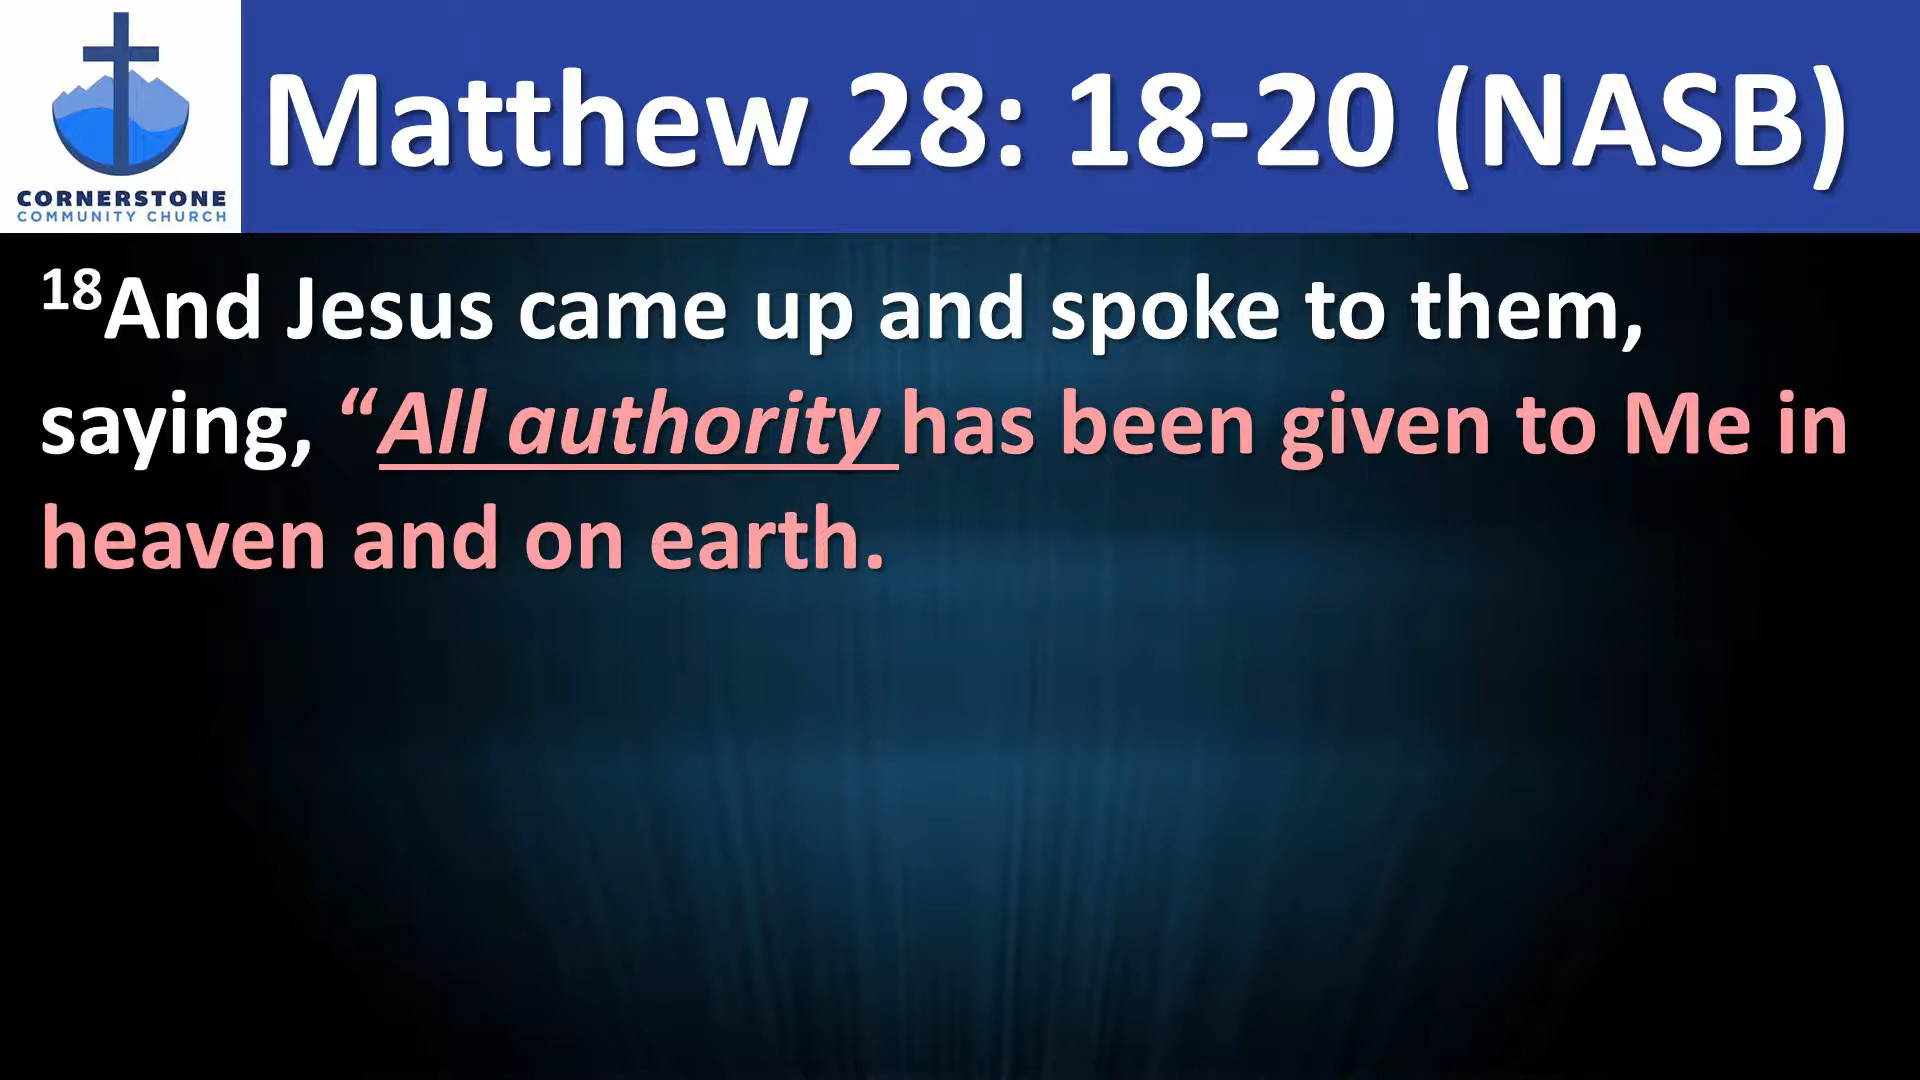 CORNERSTONE
COMMUNITY CHURCH
Matthew 28: 18-20 (NASB)
18And Jesus came up and spoke to them,
saying, “All authority has been given to Me in
heaven and on earth.